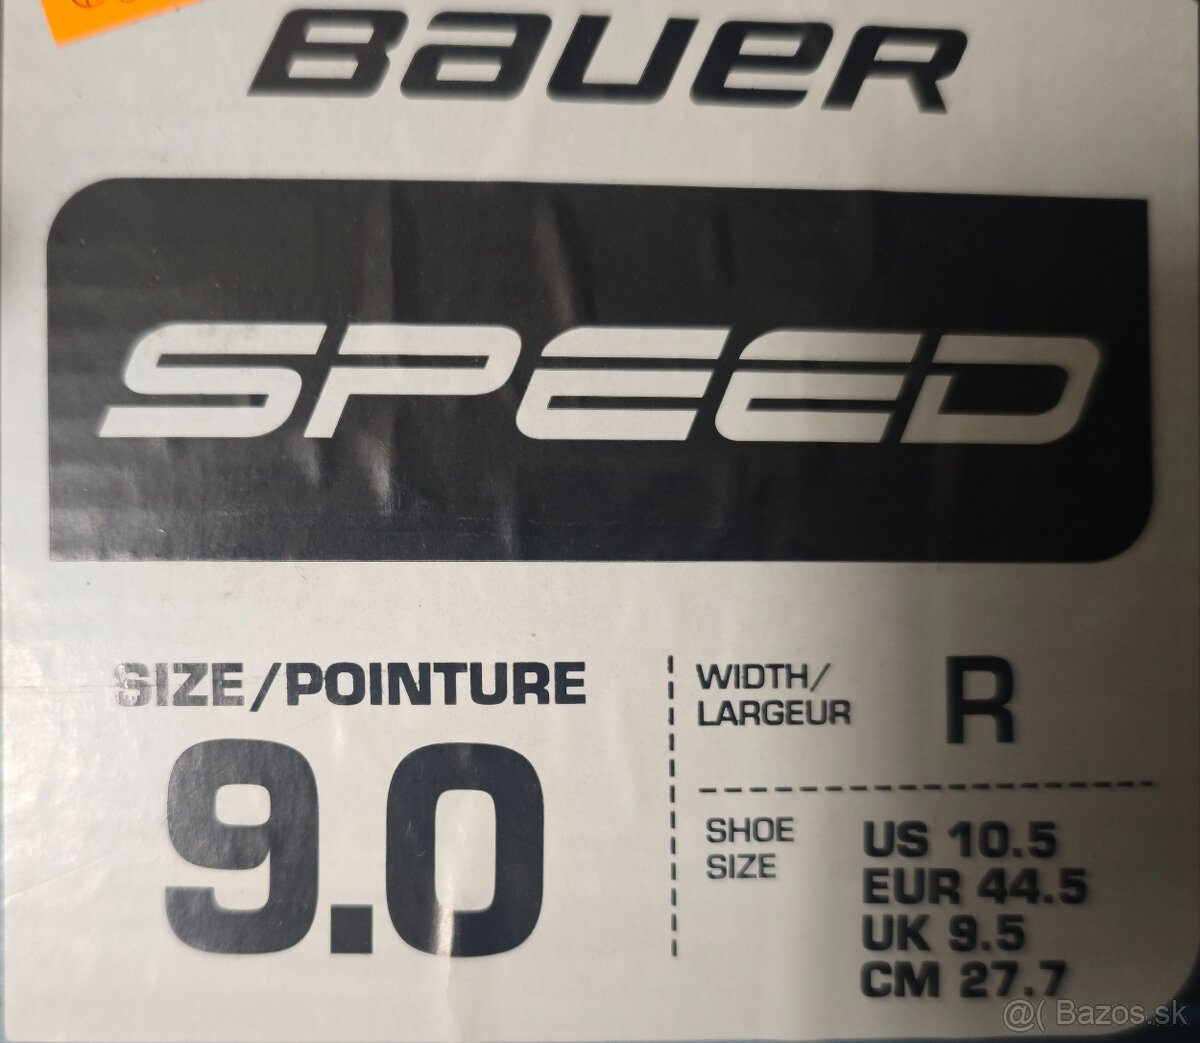 BAUER
SPEED
SIZE/POINTURE
9.0
WIDTH/
LARGEUR
R
SHOE
SIZE
US 10.5
EUR 44.5
UK 9.5
CM 27.7
@( Bazos.sk